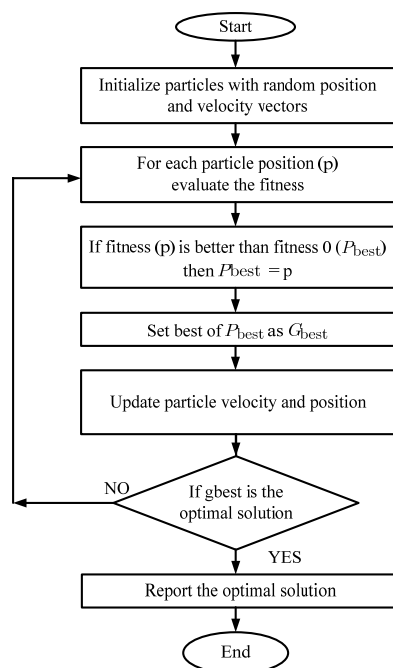 Start
Initialize particles with random position
and velocity vectors
For each particle position (p)
evaluate the fitness
If fitness (p) is better than fitness 0 (Pbest)
then Pbest = p
Set best of Pbest as Gbest
Update particle velocity and position
NO
If gbest is the
optimal solution
YES
Report the optimal solution
End